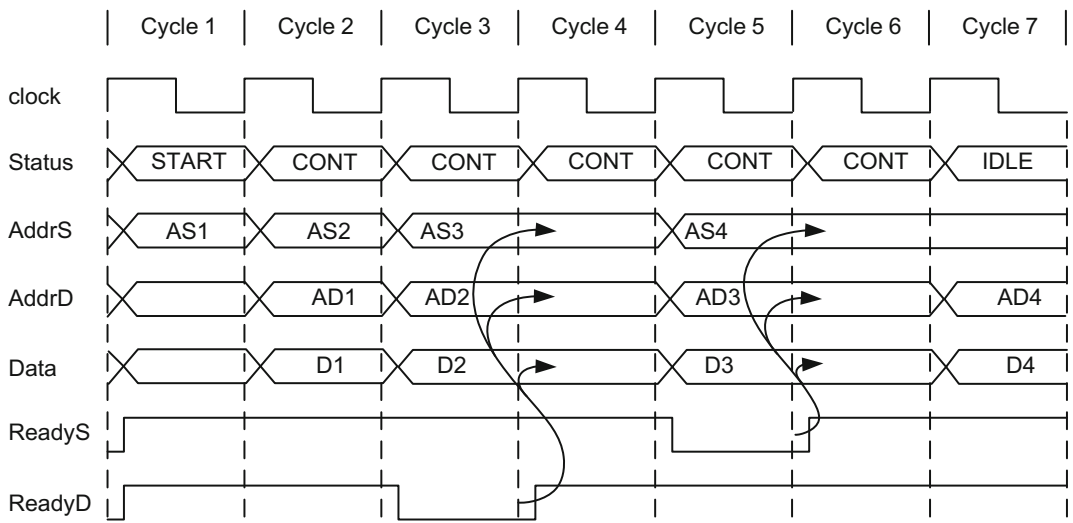 Cycle 1 Cycle 2 Cycle 3 Cycle 4 Cycle 5 Cycle 6 Cycle 7
clock
Status START CONT CONT CONT CONT CONT IDLE
AddrS AS1 AS2 AS3 AS4
AddrD AD1 AD2 AD3 AD4
Data D1 D2 D3 D4
ReadyS
ReadyD